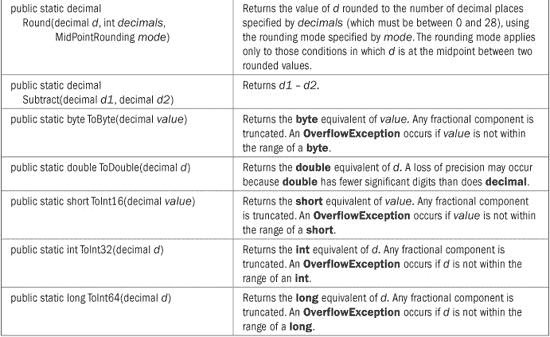 public static decimal
Round(decimal d, int decimals,
MidPointRounding mode)
Returns the value of d rounded to the number of decimal places
specified by decimals (which must be between 0 and 28), using
the rounding mode specified by mode. The rounding mode applies
only to those conditions in which d is at the midpoint between two
rounded values.
public static decimal
Subtract(decimal d1, decimal d2)
Returns d1 – d2.
public static byte ToByte(decimal value)
Returns the byte equivalent of value. Any fractional component is
truncated. An OverflowException occurs if value is not within
the range of a byte.
public static double ToDouble(decimal d)
Returns the double equivalent of d. A loss of precision may occur
because double has fewer significant digits than does decimal.
public static short ToInt16(decimal value)
Returns the short equivalent of value. Any fractional component
is truncated. An OverflowException occurs if value is not within
the range of a short.
public static int ToInt32(decimal d)
Returns the int equivalent of d. Any fractional component is
truncated. An OverflowException occurs if d is not within the
range of an int.
public static long ToInt64(decimal d)
Returns the long equivalent of d. Any fractional component is
truncated. An OverflowException occurs if d is not within the
range of a long.